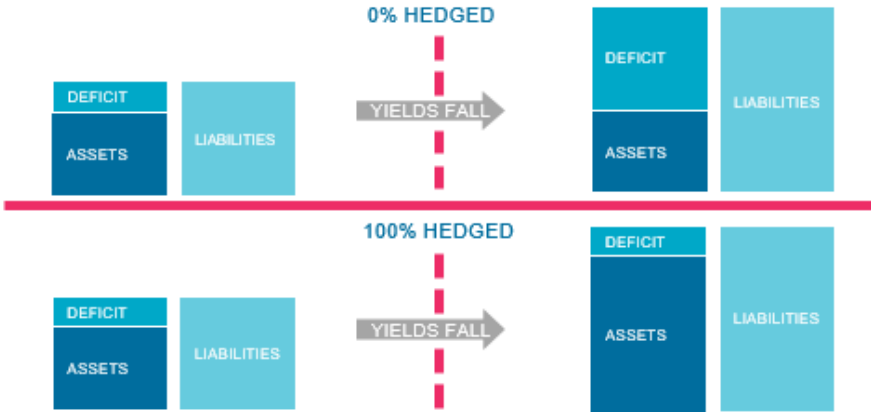 0% HEDGED
DEFICIT
ASSETS
LIABILITIES
YIELDS FALL
DEFICIT
ASSETS
LIABILITIES
100% HEDGED
DEFICIT
ASSETS
LIABILITIES
YIELDS FALL
DEFICIT
ASSETS
LIABILITIES